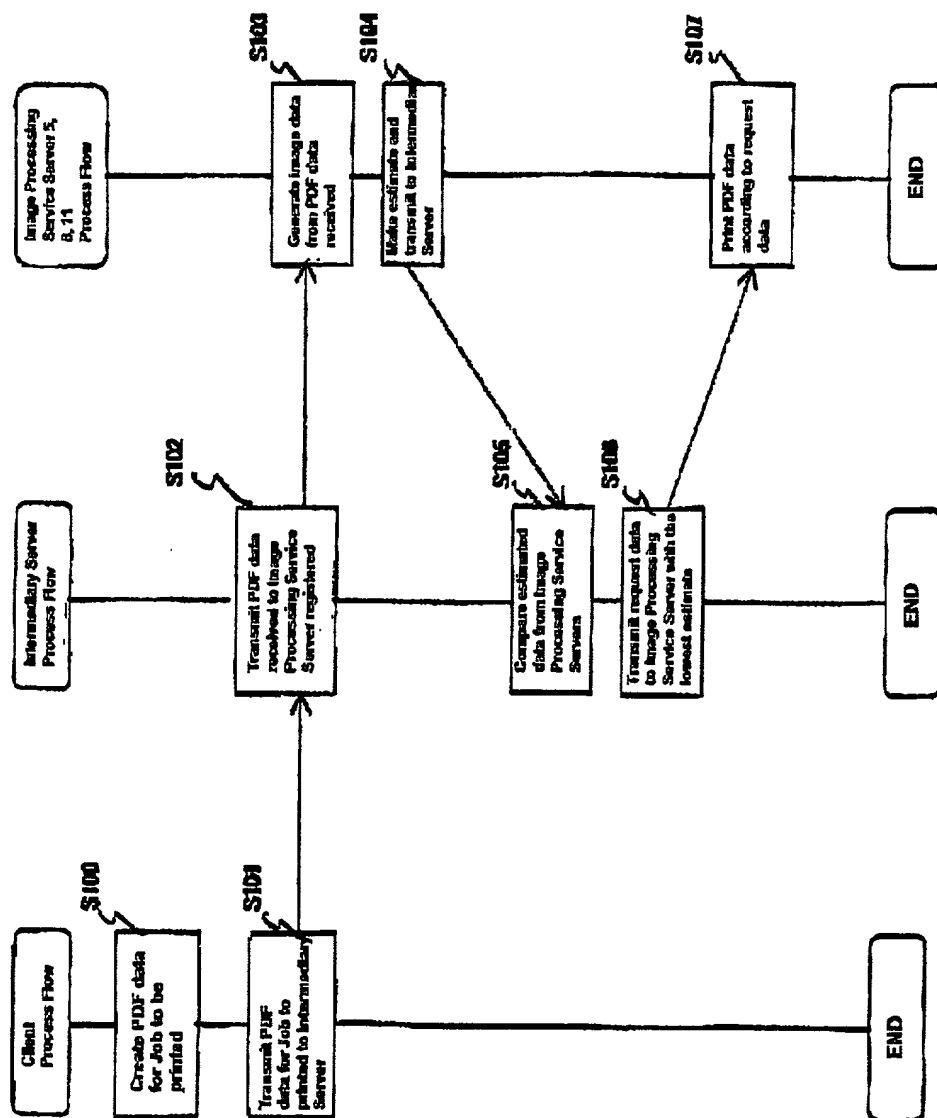 Client
Process Flow
S100
Create PDF data
for Job to be
printed
S101
Transmit PDF
data for Job to
printed to Intermediary
Server
END
Intermediary Server
Process Flow
S102
Transmit PDF data
received to Image
Processing Service
Server registered
S105
Compare estimated
data from Image
Processing Service
Servers
S106
Transmit request data
to Image Processing
Service Server with the
lowest estimate
END
Image Processing
Service Server 5,
8, 11
Process Flow
S103
Generate image data
from PDF data
received
S104
Make estimate and
transmit to Intermediary
Server
S107
Print PDF data
according to request
data
END